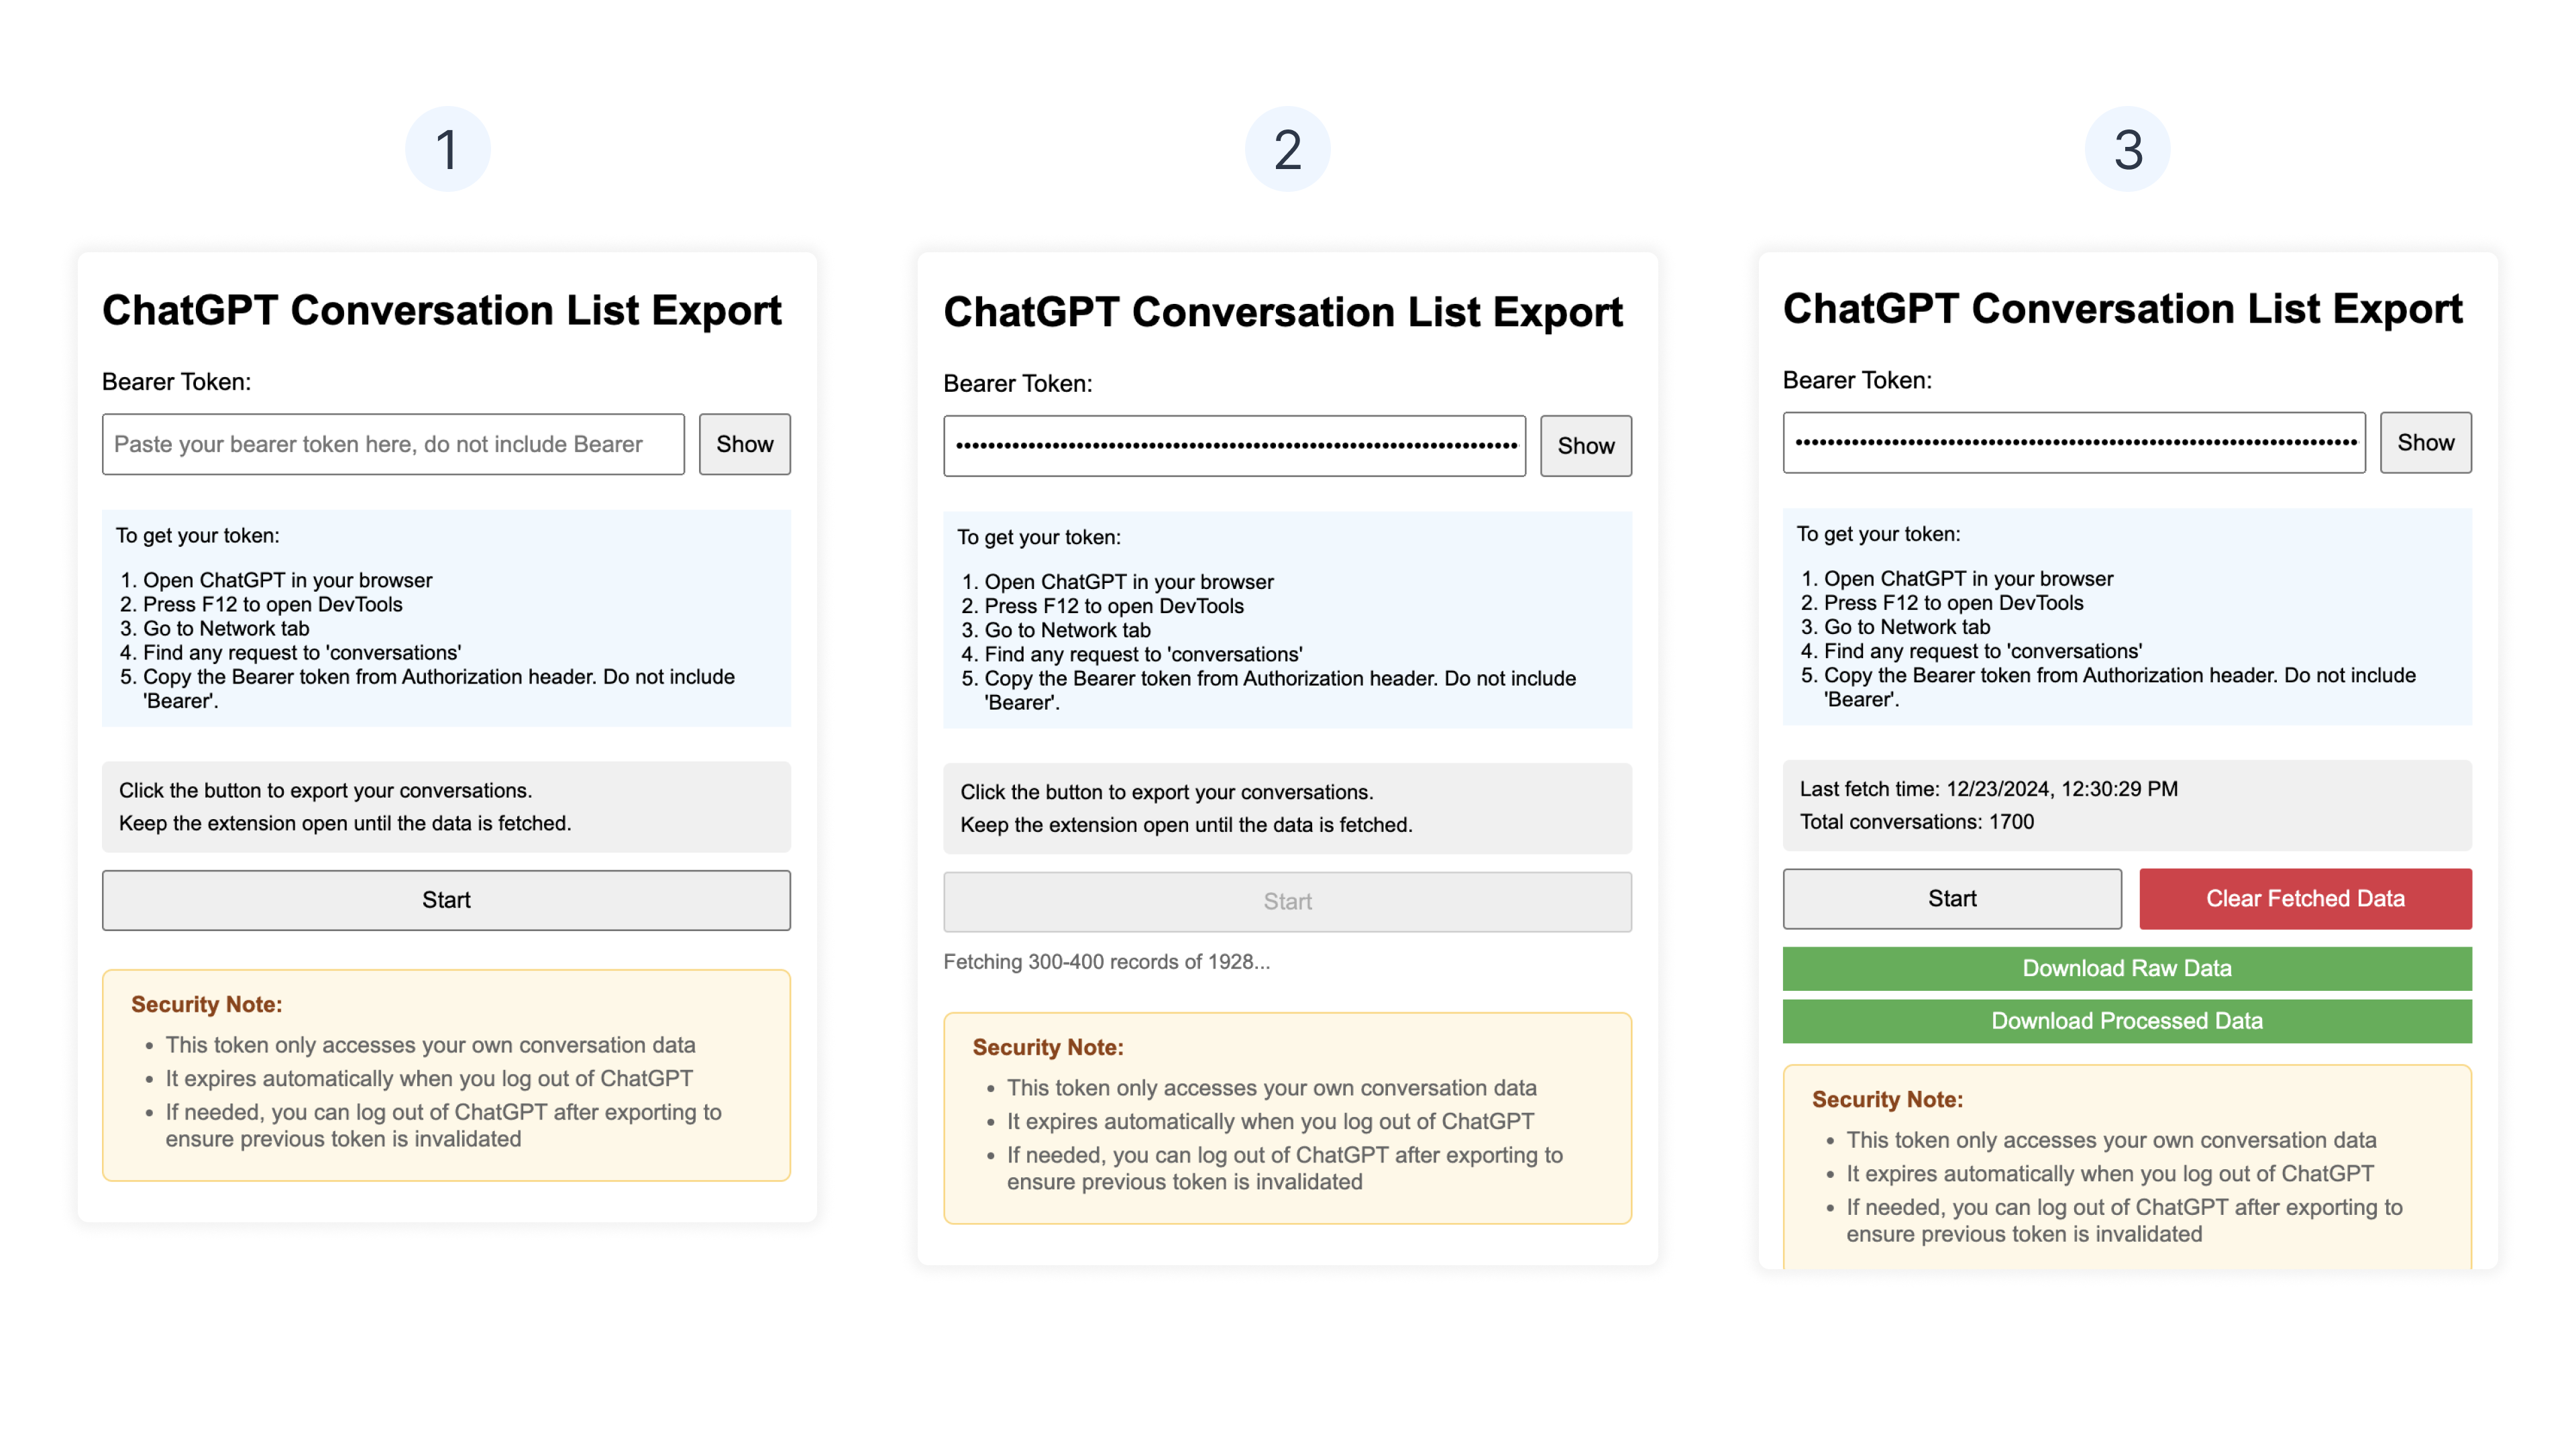 1
ChatGPT Conversation List Export
Bearer Token:
Paste your bearer token here, do not include Bearer
Show
To get your token:
1. Open ChatGPT in your browser
2. Press F12 to open DevTools
3. Go to Network tab
4. Find any request to 'conversations'
5. Copy the Bearer token from Authorization header. Do not include
'Bearer'.
Click the button to export your conversations.
Keep the extension open until the data is fetched.
Start
Security Note:
• This token only accesses your own conversation data
• It expires automatically when you log out of ChatGPT
• If needed, you can log out of ChatGPT after exporting to
ensure previous token is invalidated
2
ChatGPT Conversation List Export
Bearer Token:
Show
To get your token:
1. Open ChatGPT in your browser
2. Press F12 to open DevTools
3. Go to Network tab
4. Find any request to 'conversations'
5. Copy the Bearer token from Authorization header. Do not include
'Bearer'.
Click the button to export your conversations.
Keep the extension open until the data is fetched.
Start
Fetching 300-400 records of 1928...
Security Note:
• This token only accesses your own conversation data
• It expires automatically when you log out of ChatGPT
• If needed, you can log out of ChatGPT after exporting to
ensure previous token is invalidated
3
ChatGPT Conversation List Export
Bearer Token:
Show
To get your token:
1. Open ChatGPT in your browser
2. Press F12 to open DevTools
3. Go to Network tab
4. Find any request to 'conversations'
5. Copy the Bearer token from Authorization header. Do not include
'Bearer'.
Last fetch time: 12/23/2024, 12:30:29 PM
Total conversations: 1700
Start
Clear Fetched Data
Download Raw Data
Download Processed Data
Security Note:
• This token only accesses your own conversation data
• It expires automatically when you log out of ChatGPT
• If needed, you can log out of ChatGPT after exporting to
ensure previous token is invalidated